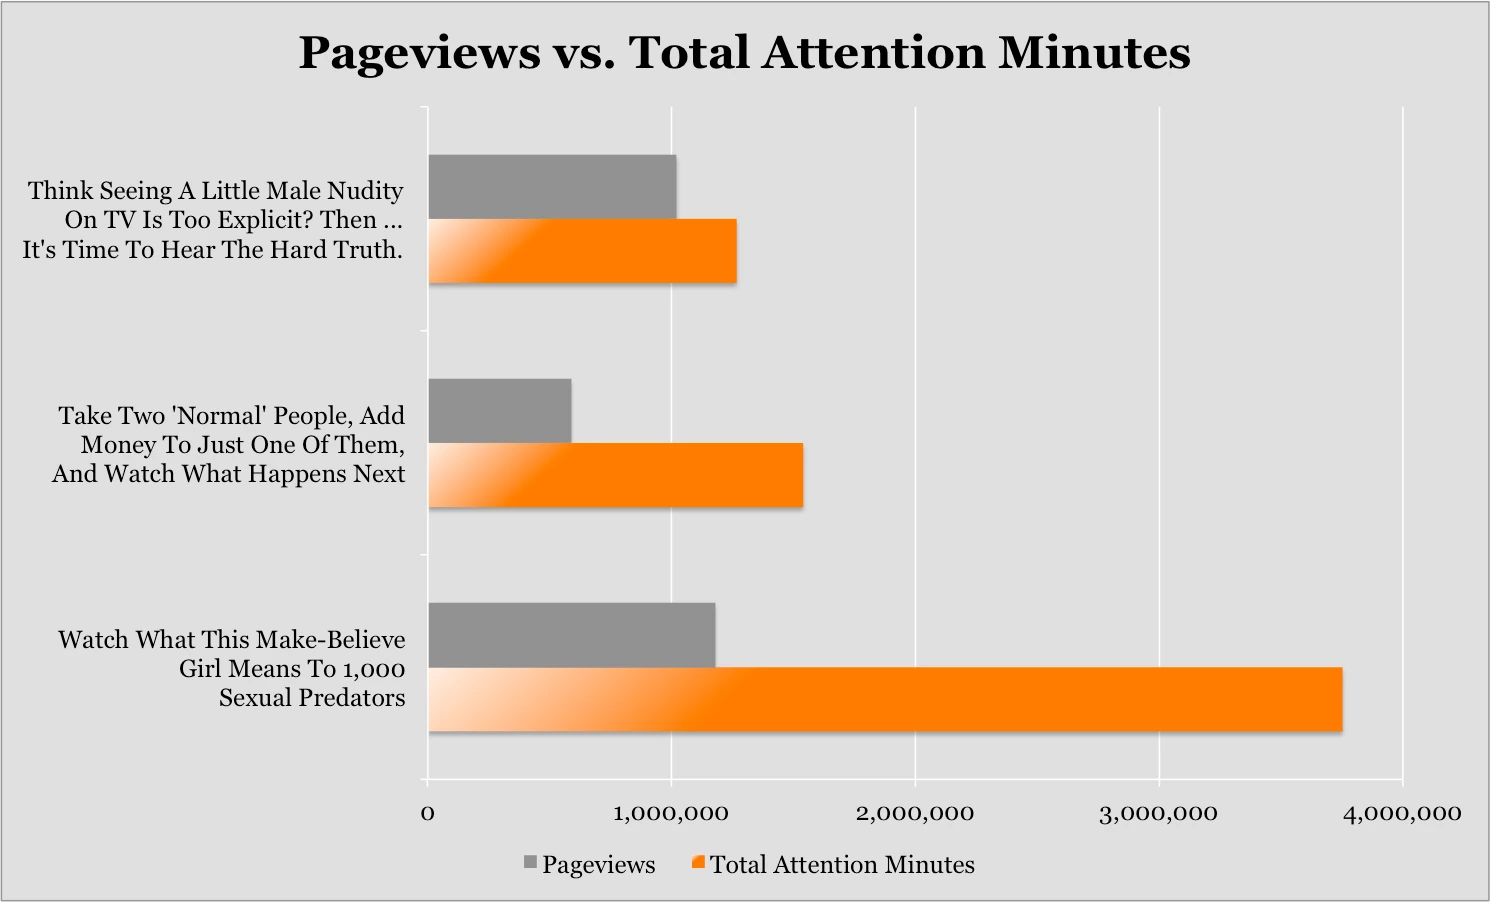 Pageviews vs. Total Attention Minutes
Think Seeing A Little Male Nudity
On TV Is Too Explicit? Then ...
It's Time To Hear The Hard Truth.
Take Two 'Normal' People, Add
Money To Just One Of Them,
And Watch What Happens Next
Watch What This Make-Believe
Girl Means To 1,000
Sexual Predators
0 1,000,000 2,000,000 3,000,000 4,000,000
Pageviews Total Attention Minutes